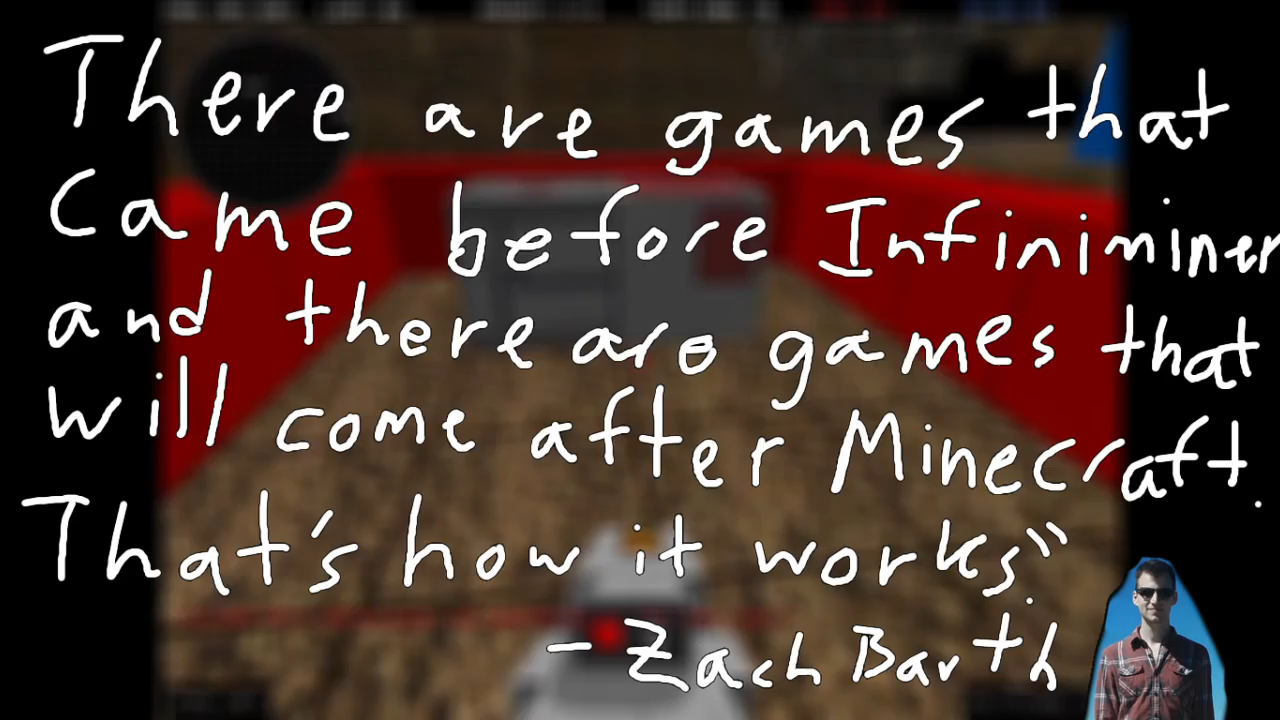 There are games that
Came before Infiniminer
and there are games that
will come after Minecraft.
That's how it works"
- Zach Barth